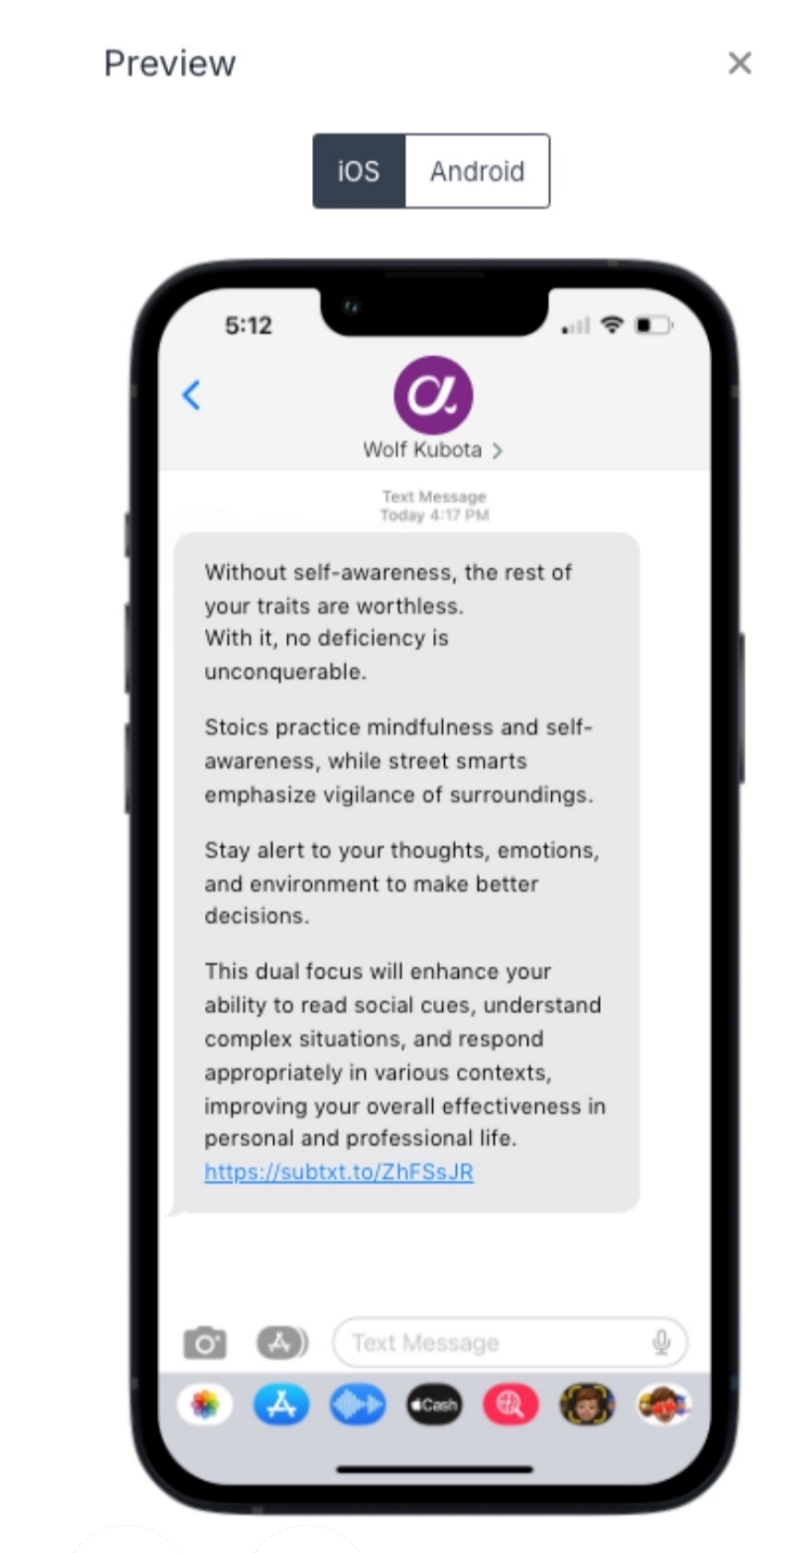 Preview
iOS
Android
5:12
Wolf Kubota
Text Message
Today 4:17 PM
Without self-awareness, the rest of
your traits are worthless.
With it, no deficiency is
unconquerable.
Stoics practice mindfulness and self-
awareness, while street smarts
emphasize vigilance of surroundings.
Stay alert to your thoughts, emotions,
and environment to make better
decisions.
This dual focus will enhance your
ability to read social cues, understand
complex situations, and respond
appropriately in various contexts,
improving your overall effectiveness in
personal and professional life.
https://subtxt.to/ZhFSsJR
Text Message
Cash